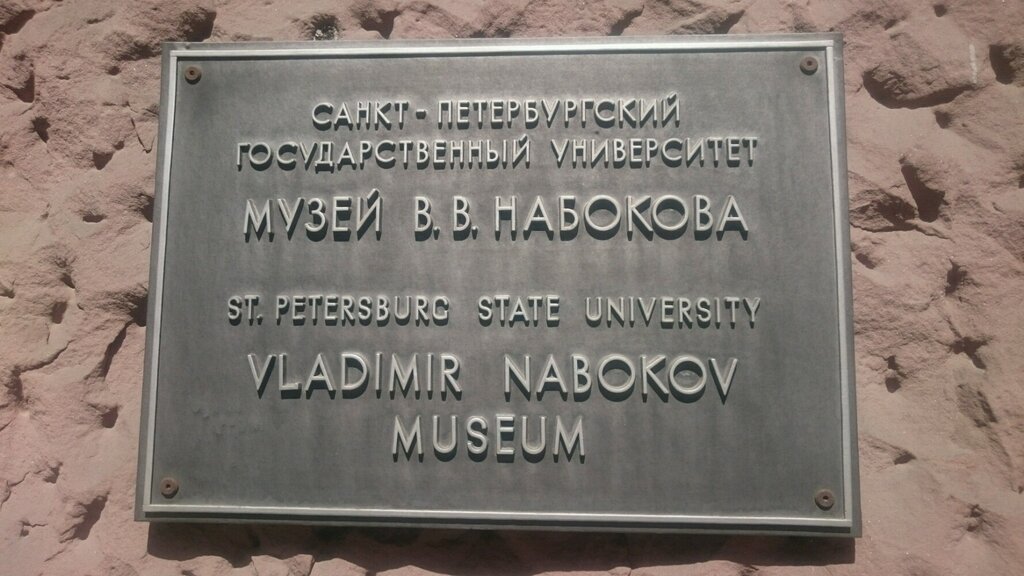 САНКТ-ПЕТЕРБУРГСКИЙ
ГОСУДАРСТВЕННЫЙ УНИВЕРСИТЕТ
МУЗЕЙ В.В. НАБОКОВА
ST. PETERSBURG STATE UNIVERSITY
VLADIMIR NABOKOV
MUSEUM